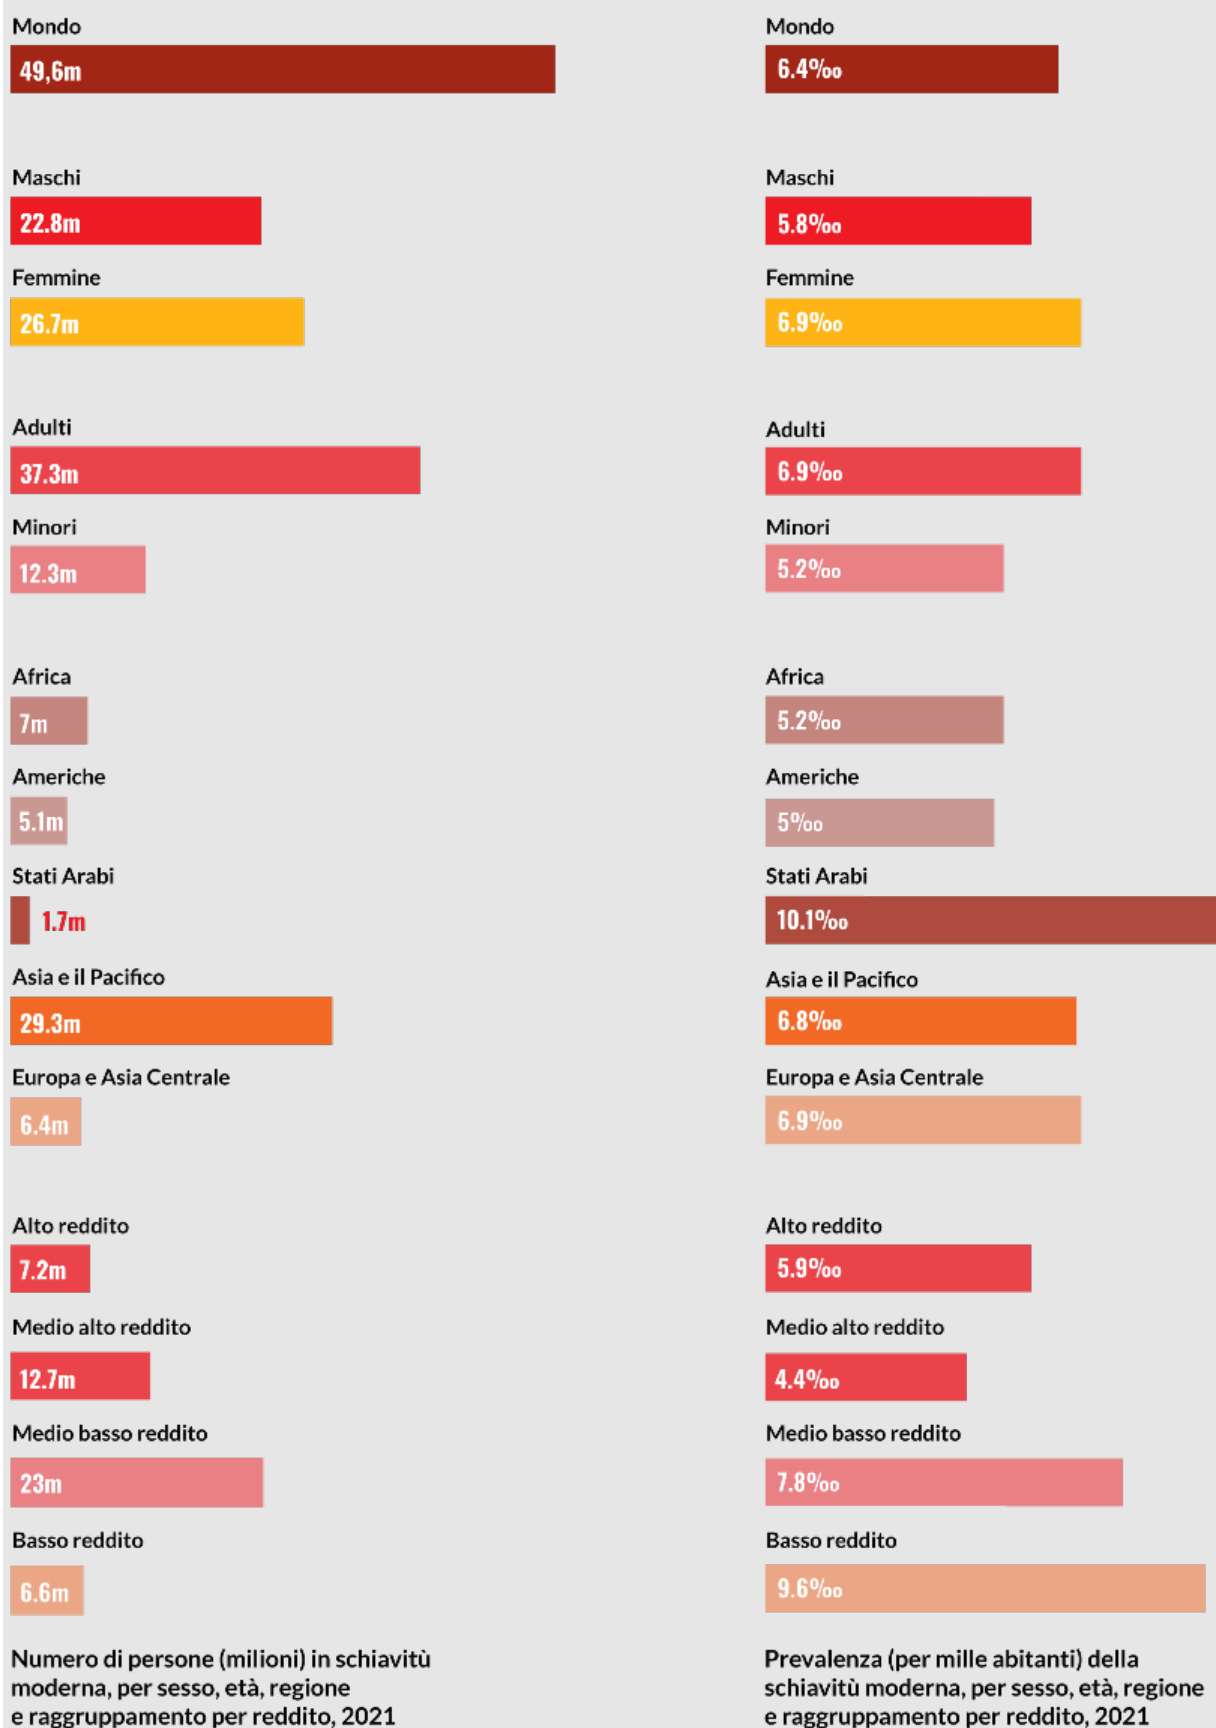 Mondo
49,6m
Maschi
22.8m
Femmine
26.7m
Adulti
37.3m
Minori
12.3m
Africa
7m
Americhe
5.1m
Stati Arabi
1.7m
Asia e il Pacifico
29.3m
Europa e Asia Centrale
6.4m
Alto reddito
7.2m
Medio alto reddito
12.7m
Medio basso reddito
23m
Basso reddito
6.6m
Numero di persone (milioni) in schiavitù
moderna, per sesso, età, regione
e raggruppamento per reddito, 2021
Mondo
6.4‰
Maschi
5.8‰
Femmine
6.9‰
Adulti
6.9‰
Minori
5.2‰
Africa
5.2‰
Americhe
5‰
Stati Arabi
10.1‰
Asia e il Pacifico
6.8‰
Europa e Asia Centrale
6.9‰
Alto reddito
5.9‰
Medio alto reddito
4.4‰
Medio basso reddito
7.8‰
Basso reddito
9.6‰
Prevalenza (per mille abitanti) della
schiavitù moderna, per sesso, età, regione
e raggruppamento per reddito, 2021